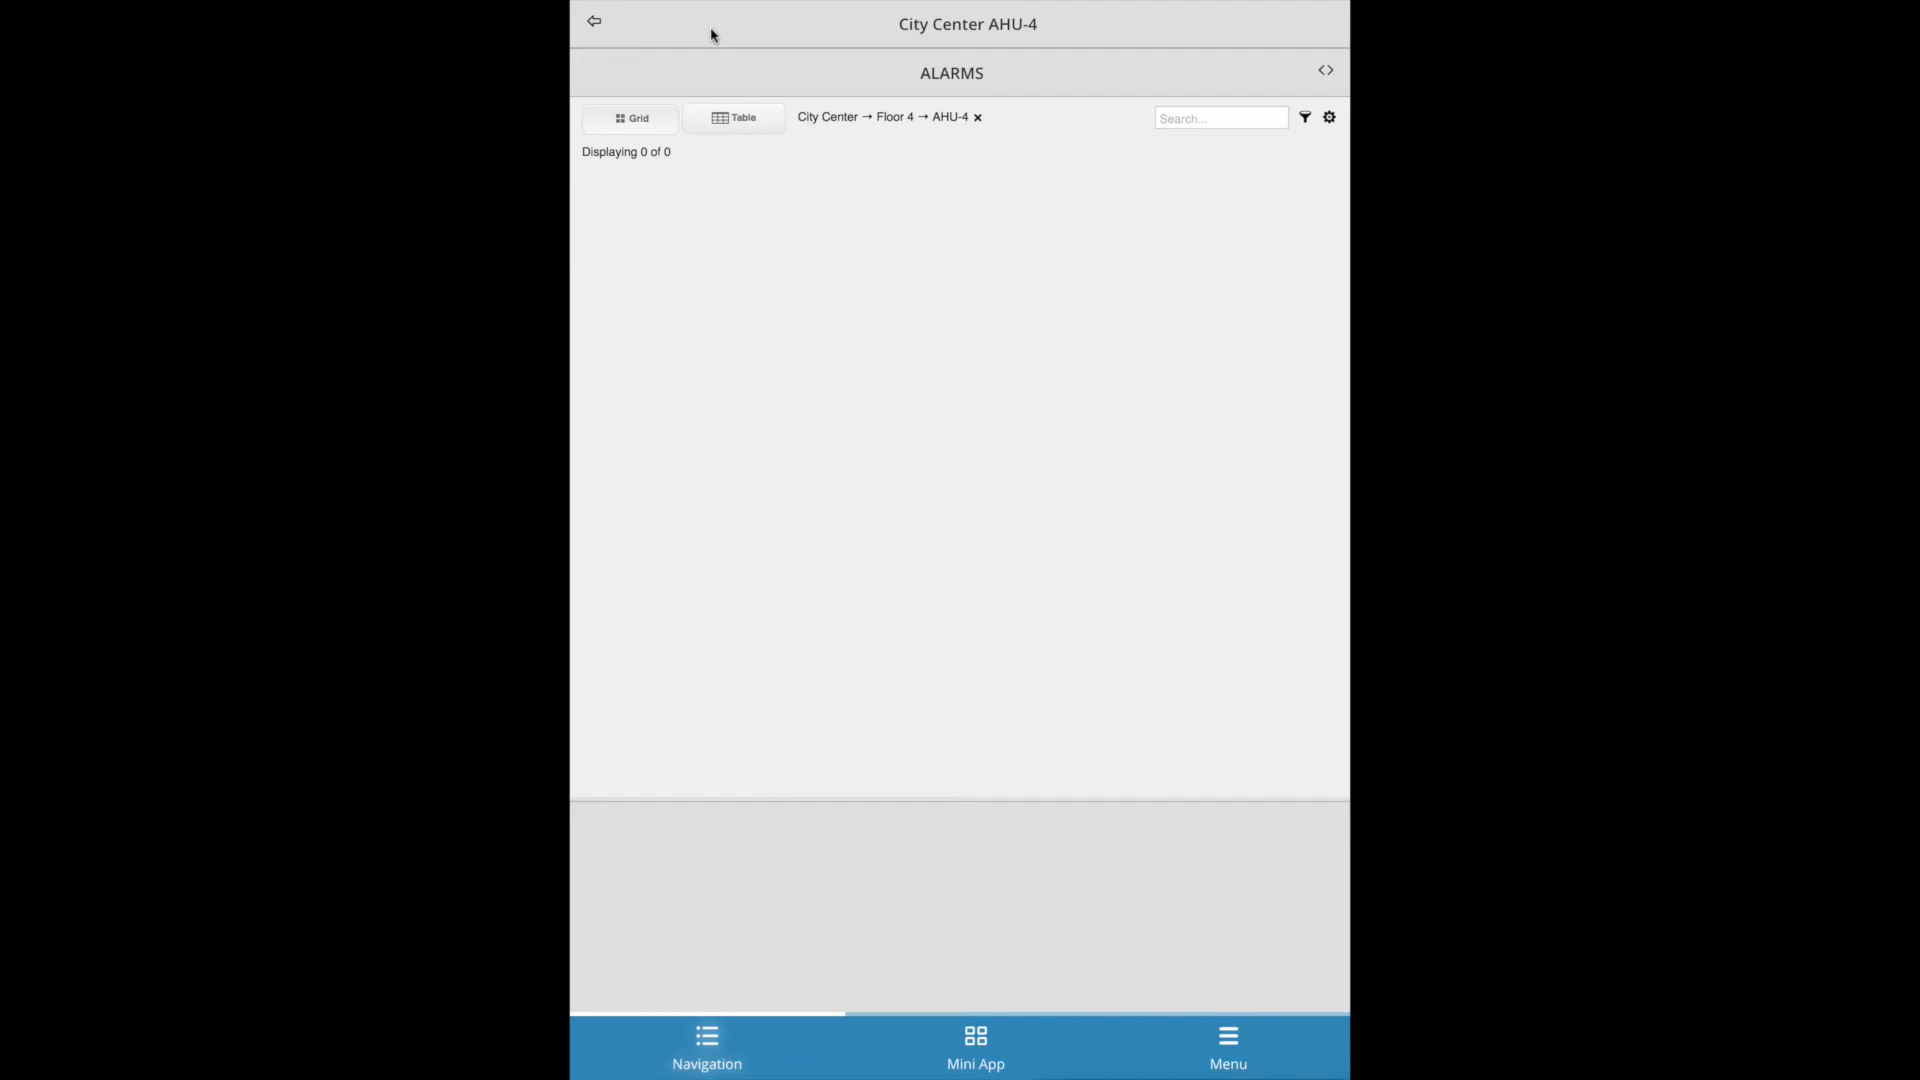 City Center AHU-4
ALARMS
Grid
Table
City Center → Floor 4 → AHU-4 ×
Search...
Displaying 0 of 0
Navigation
Mini App
Menu